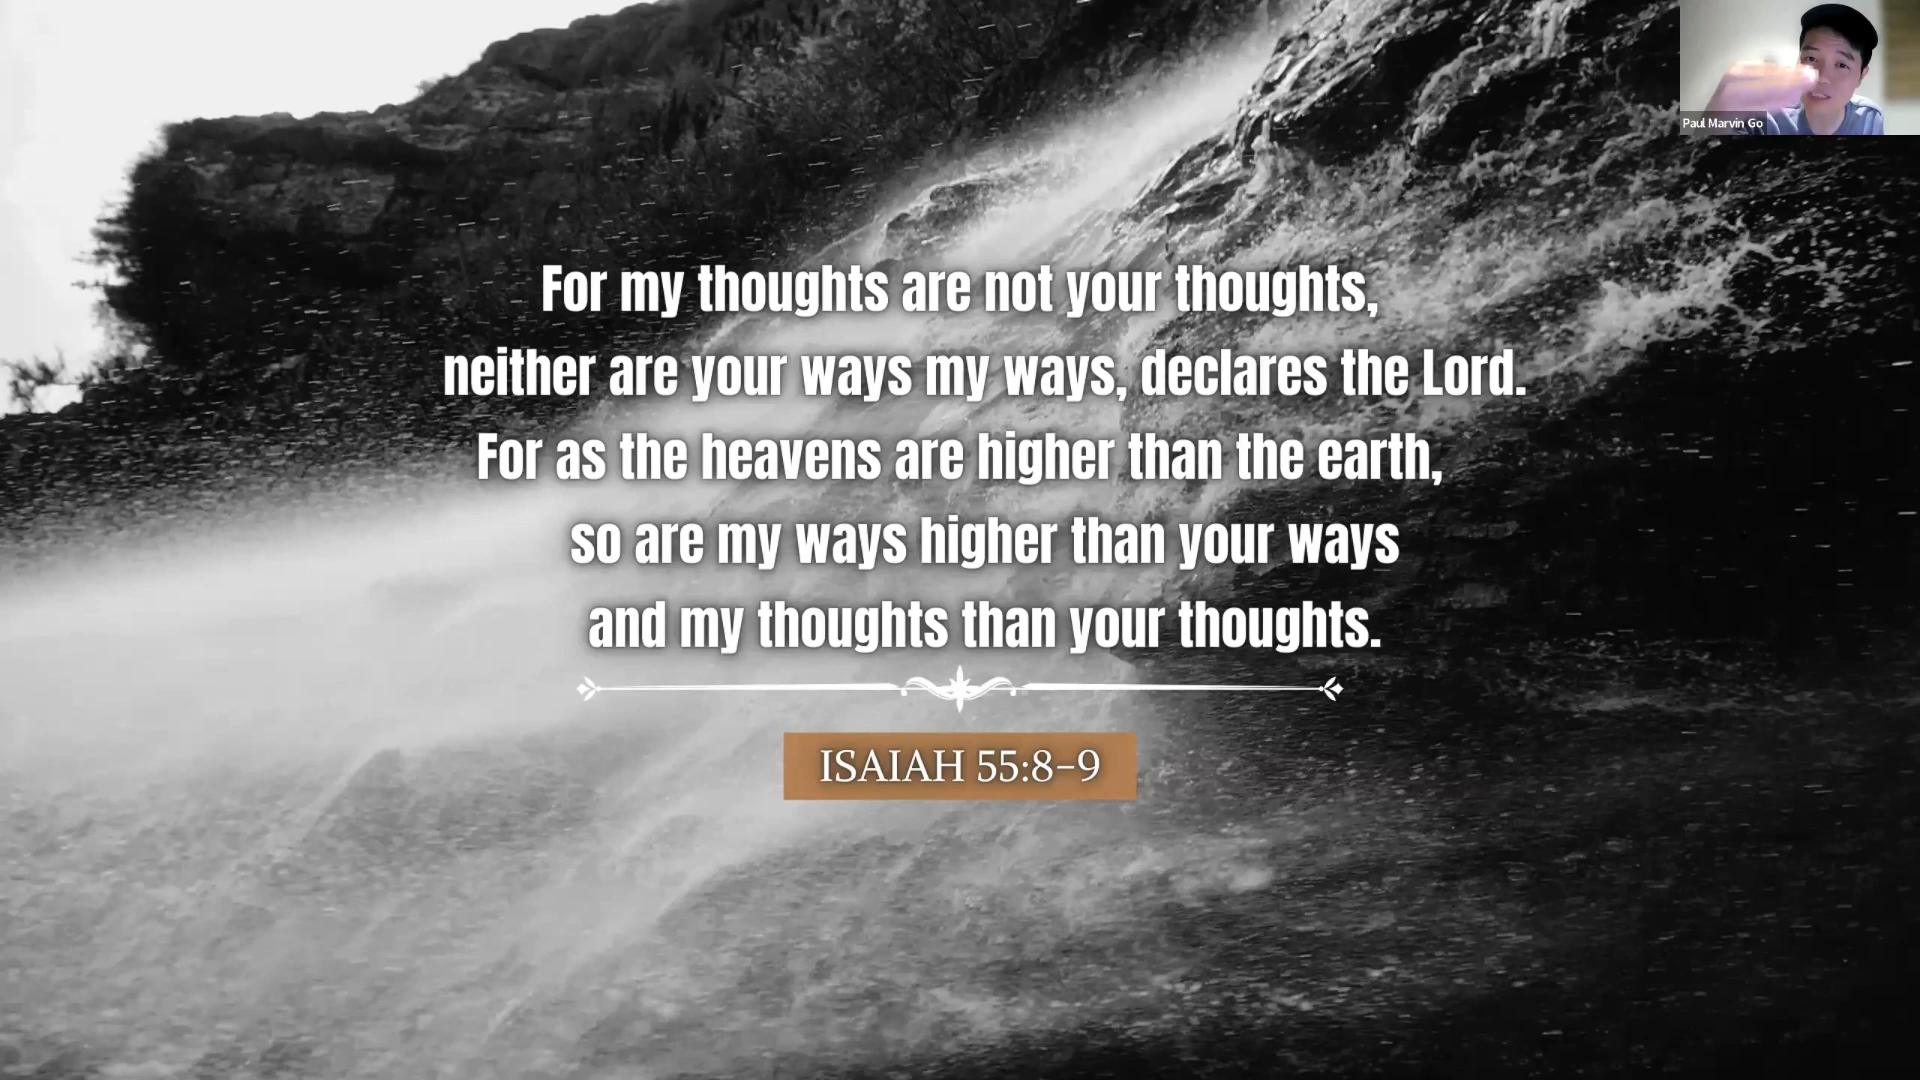 Paul Marvin Go
For my thoughts are not your thoughts,
neither are your ways my ways, declares the Lord.
For as the heavens are higher than the earth,
so are my ways higher than your ways
and my thoughts than your thoughts.
ISAIAH 55:8–9